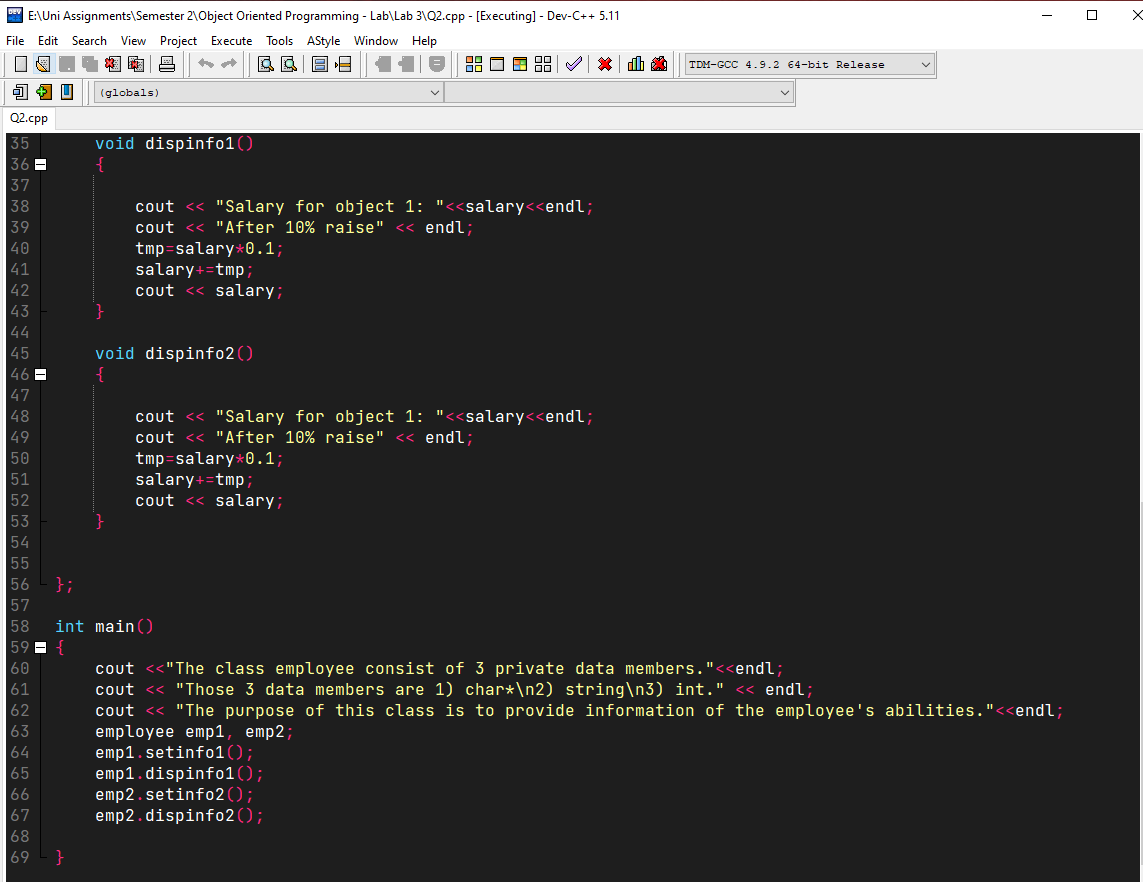 E:\Uni Assignments\Semester 2\Object Oriented Programming - Lab\Lab 3\Q2.cpp - [Executing] - Dev-C++ 5.11
File Edit Search View Project Execute Tools AStyle Window Help
TDM-GCC 4.9.2 64-bit Release
(globals)
Q2.cpp
35 void dispinfo1()
36 {
37
38 cout << "Salary for object 1: "<<salary<<endl;
39 cout << "After 10% raise" << endl;
40 tmp=salary*0.1;
41 salary+=tmp;
42 cout << salary;
43 }
44
45 void dispinfo2()
46 {
47
48 cout << "Salary for object 1: "<<salary<<endl;
49 cout << "After 10% raise" << endl;
50 tmp=salary*0.1;
51 salary+=tmp;
52 cout << salary;
53 }
54
55
56 };
57
58 int main()
59 {
60 cout <<"The class employee consist of 3 private data members."<<endl;
61 cout << "Those 3 data members are 1) char*\n2) string\n3) int." << endl;
62 cout << "The purpose of this class is to provide information of the employee's abilities."<<endl;
63 employee emp1, emp2;
64 emp1.setinfo1();
65 emp1.dispinfo1();
66 emp2.setinfo2();
67 emp2.dispinfo2();
68
69 }